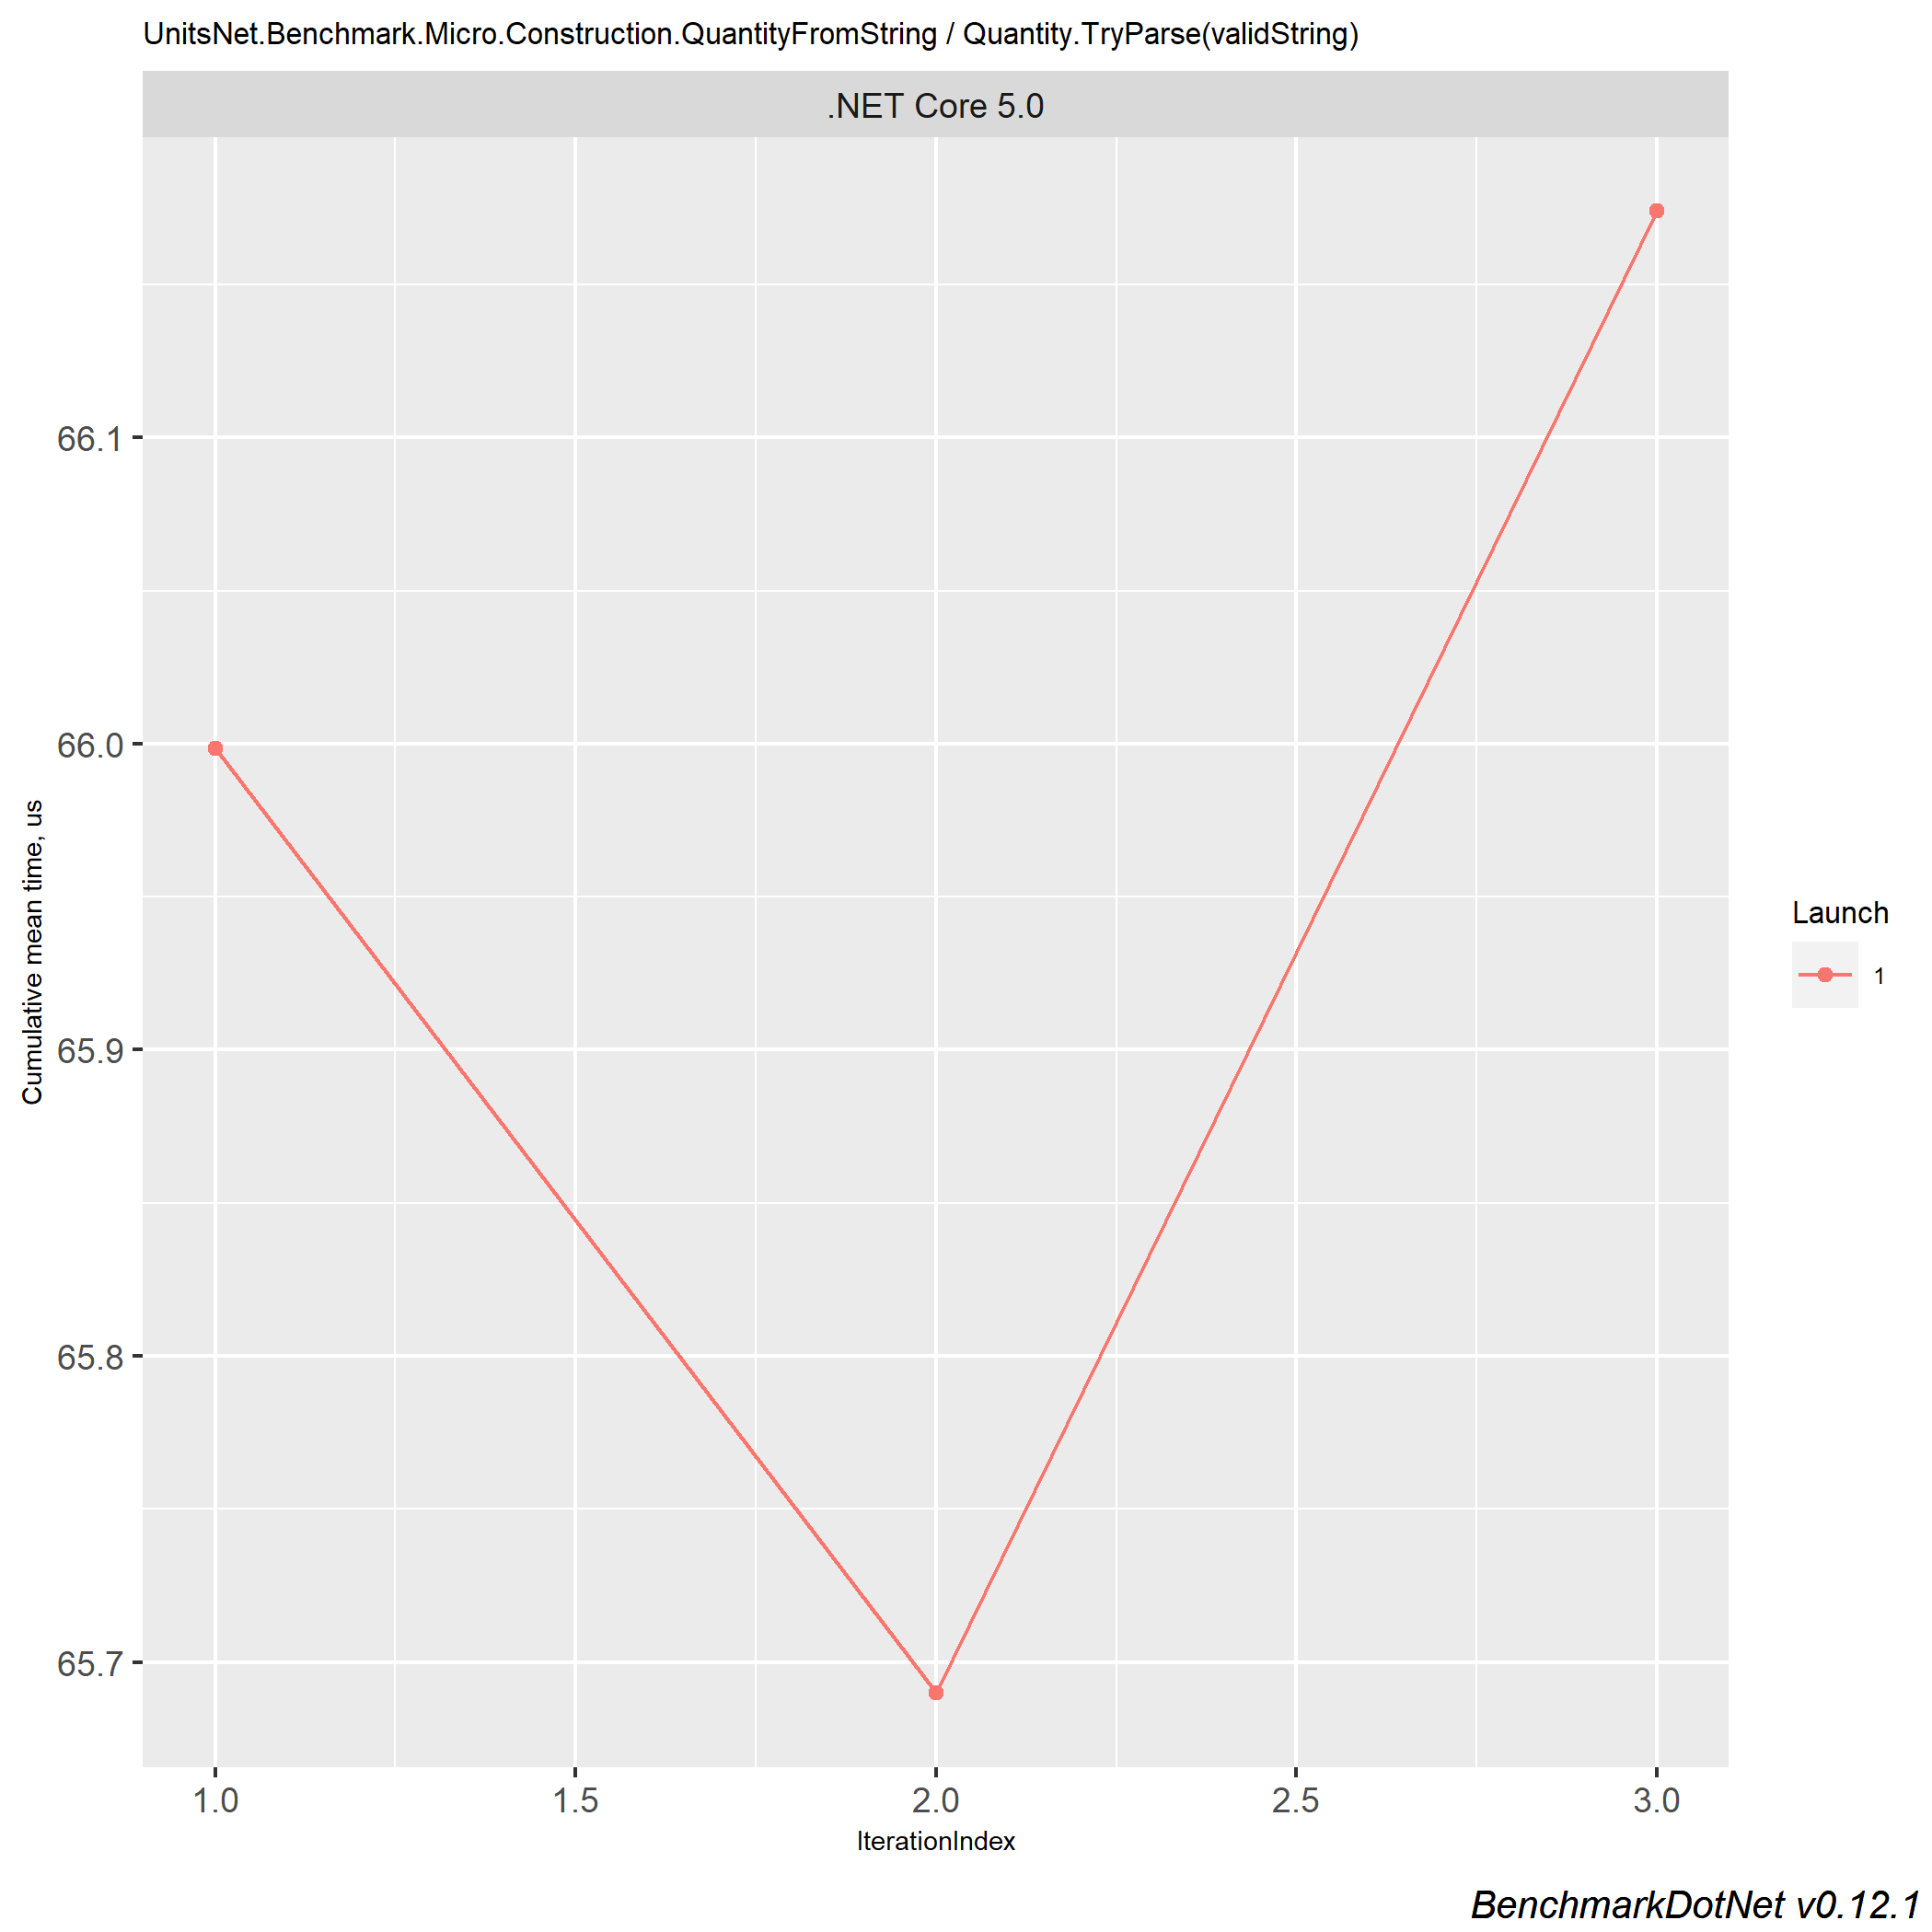 UnitsNet.Benchmark.Micro.Construction.QuantityFromString / Quantity.TryParse(validString)
.NET Core 5.0
Cumulative mean time, us
66.1
66.0
65.9
65.8
65.7
1.0 1.5 2.0 2.5 3.0
IterationIndex
Launch
1
BenchmarkDotNet v0.12.1